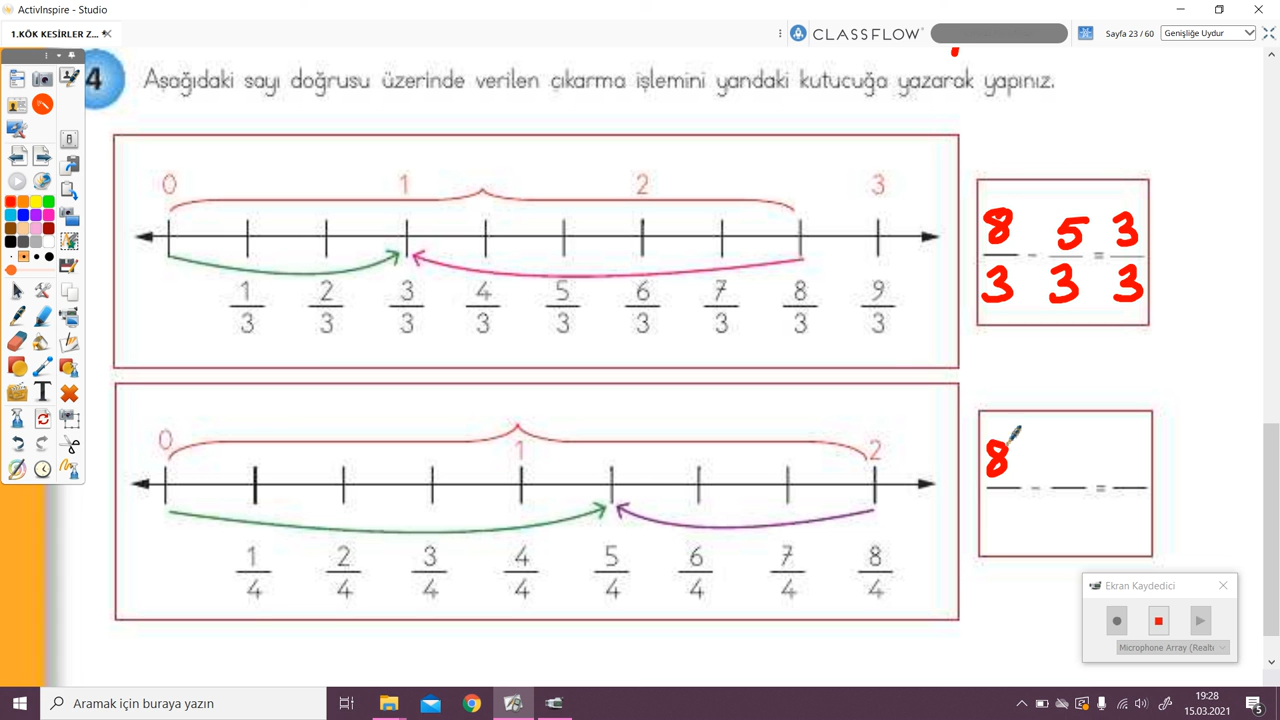 ActivInspire - Studio
1.KÖK KESİRLER Z...
CLASSFLOW
Sayfa 23 / 60
Genişliğe Uydur
4
Aşağıdaki sayı doğrusu üzerinde verilen çıkarma işlemini yandaki kutucuğa yazarak yapınız.
0 1 2 3
1/3 2/3 3/3 4/3 5/3 6/3 7/3 8/3 9/3
8/3 - 5/3 = 3/3
0 1 2
1/4 2/4 3/4 4/4 5/4 6/4 7/4 8/4
8 - =
Ekran Kaydedici
Microphone Array (Realt
Aramak için buraya yazın
19:28
15.03.2021
5